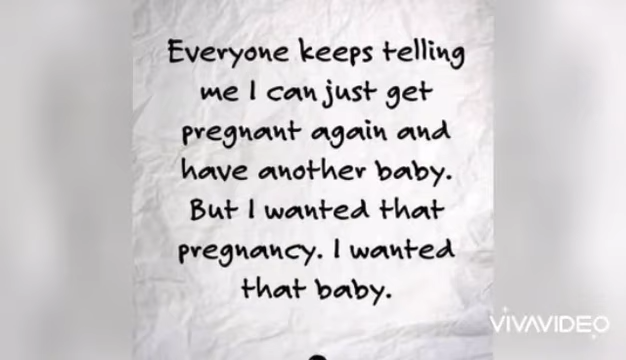 Everyone keeps telling
me I can just get
pregnant again and
have another baby.
But I wanted that
pregnancy. I wanted
that baby.
VIVAVIDEO